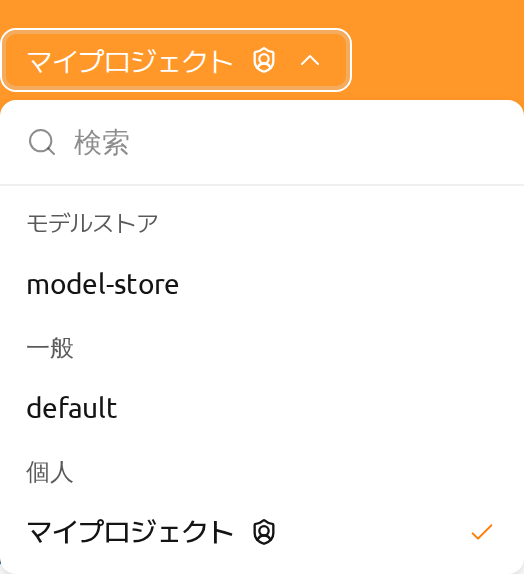 マイプロジェクト
検索
モデルストア
model-store
一般
default
個人
マイプロジェクト